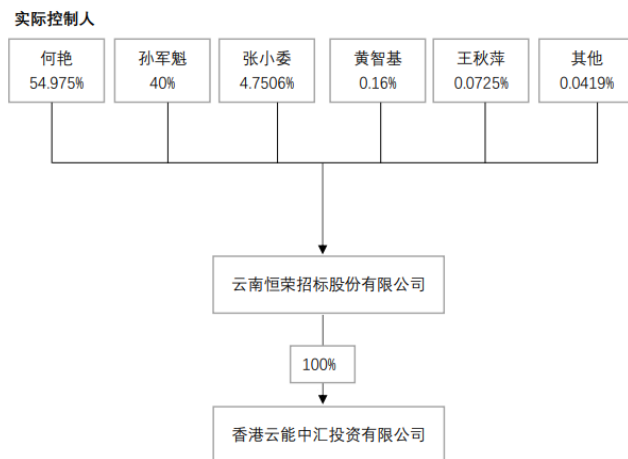 实际控制人
何艳
54.975%
孙军魁
40%
张小委
4.7506%
黄智基
0.16%
王秋萍
0.0725%
其他
0.0419%
云南恒荣招标股份有限公司
100%
香港云能中汇投资有限公司